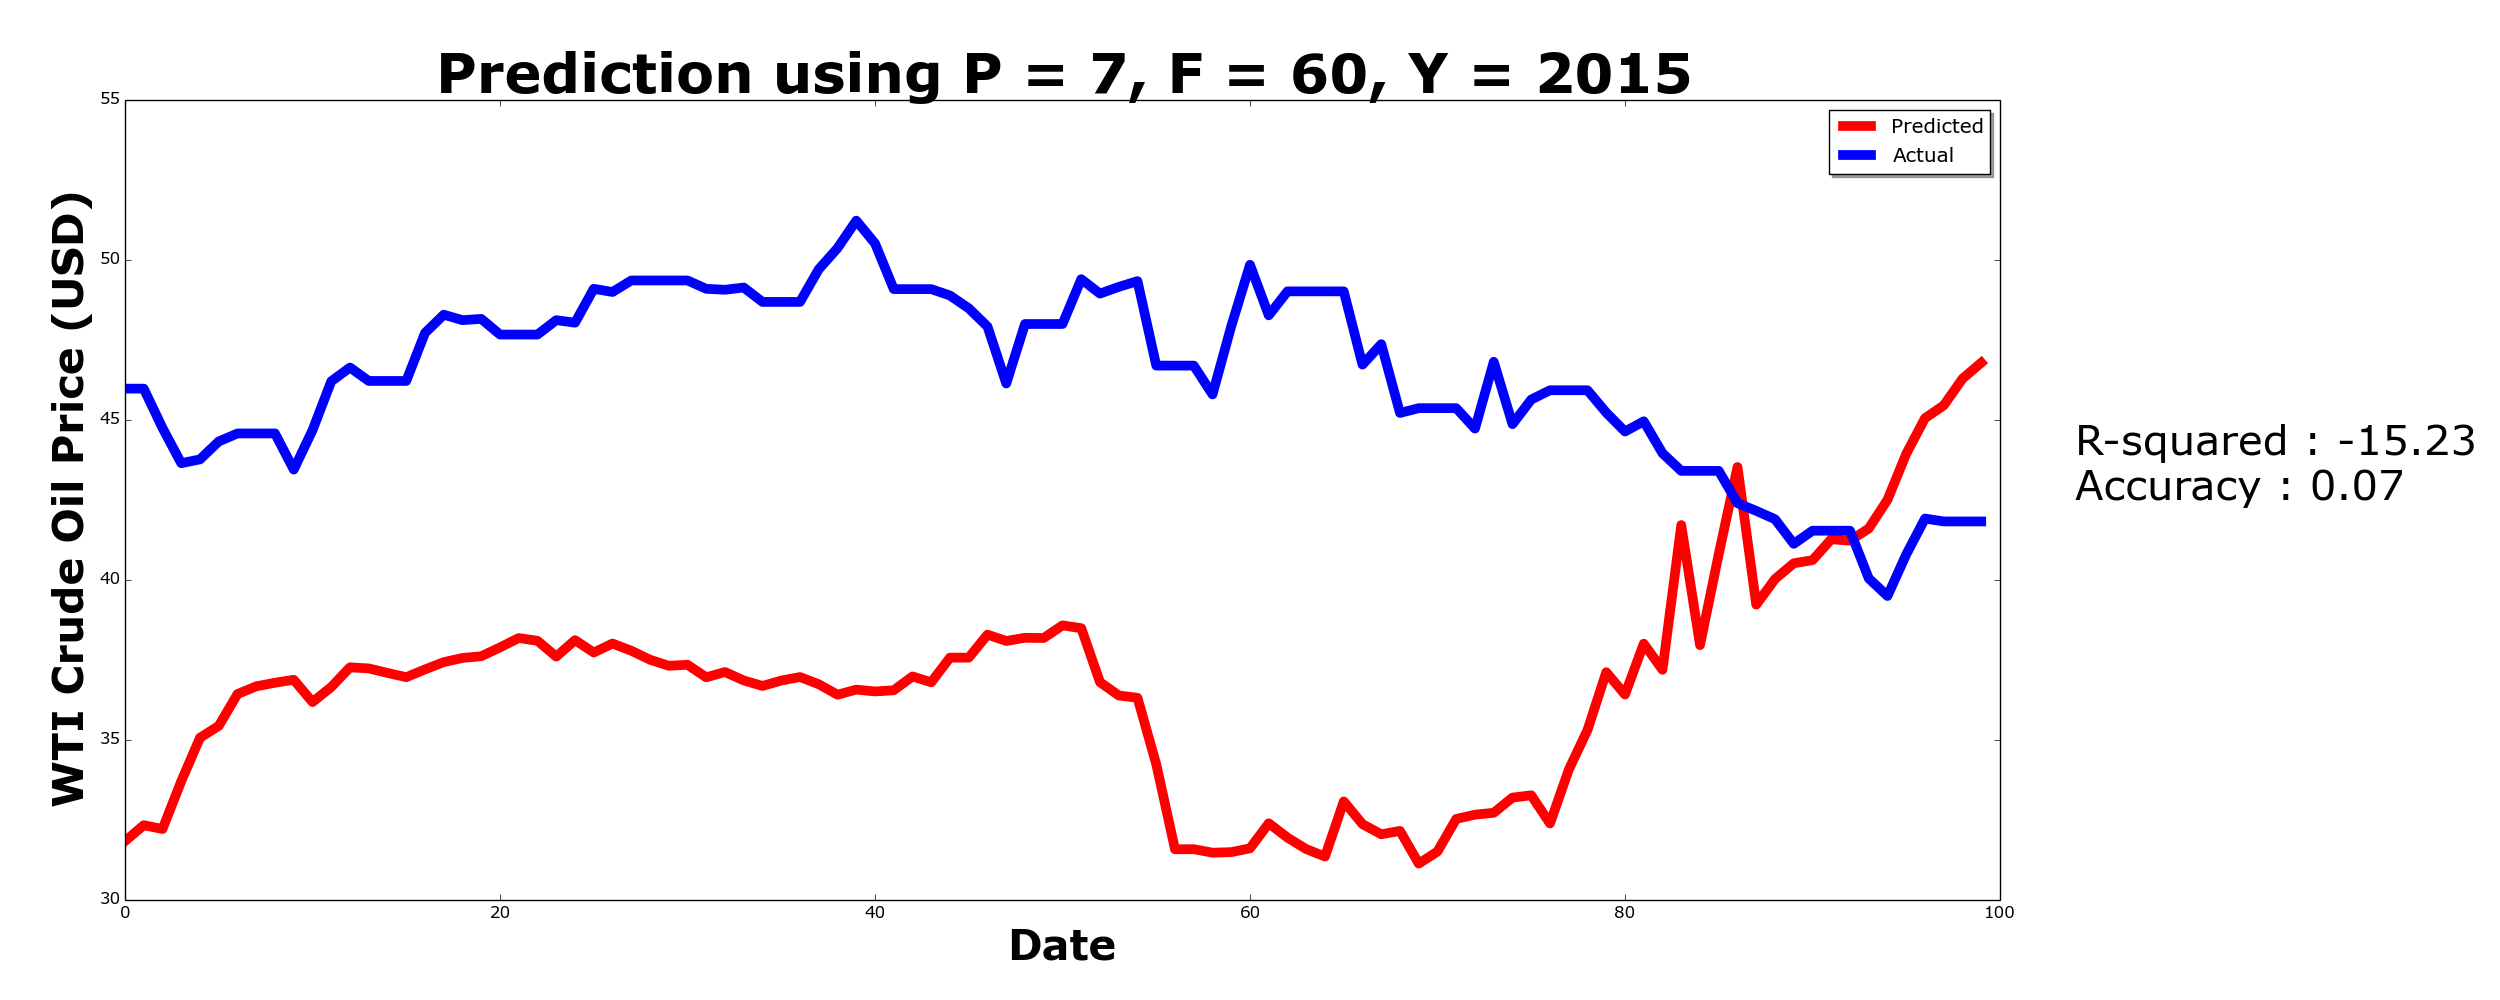 Prediction using P = 7, F = 60, Y = 2015
Predicted
Actual
WTI Crude Oil Price (USD)
55
50
45
40
35
30
0 20 40 60 80 100
Date
R-squared : -15.23
Accuracy : 0.07